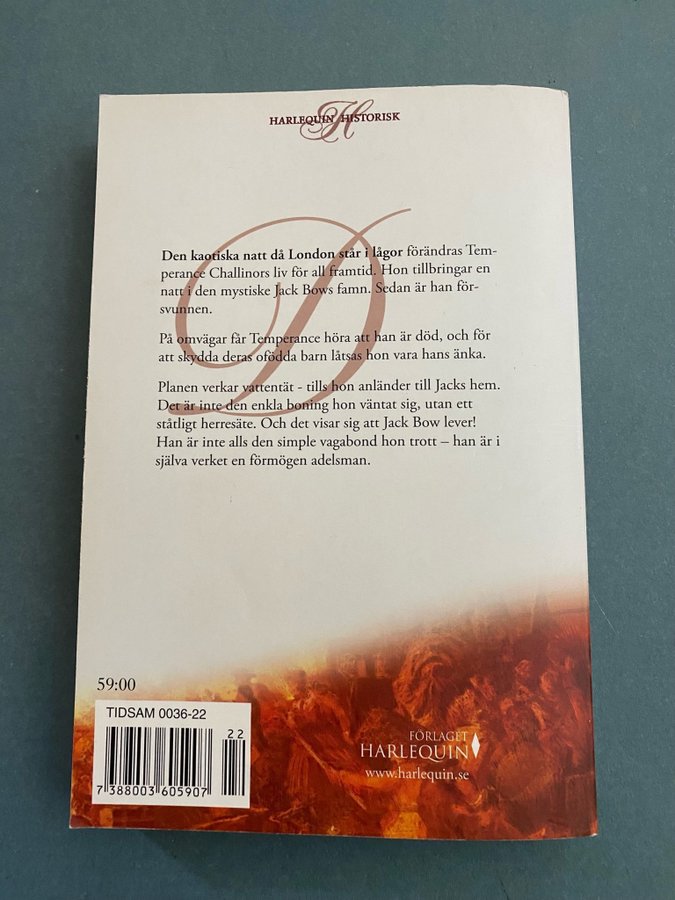 HARLEQUIN H HISTORISK
D
Den kaotiska natt då London står i lågor förändras Tem-
perance Challinors liv för all framtid. Hon tillbringar en
natt i den mystiske Jack Bows famn. Sedan är han för-
svunnen.
På omvägar får Temperance höra att han är död, och för
att skydda deras ofödda barn låtsas hon vara hans änka.
Planen verkar vattentät - tills hon anländer till Jacks hem.
Det är inte den enkla boning hon väntat sig, utan ett
ståtligt herresäte. Och det visar sig att Jack Bow lever!
Han är inte alls den simple vagabond hon trott – han är i
själva verket en förmögen adelsman.
59:00
TIDSAM 0036-22
22
7 388003 605907
FÖRLAGET
HARLEQUIN
www.harlequin.se